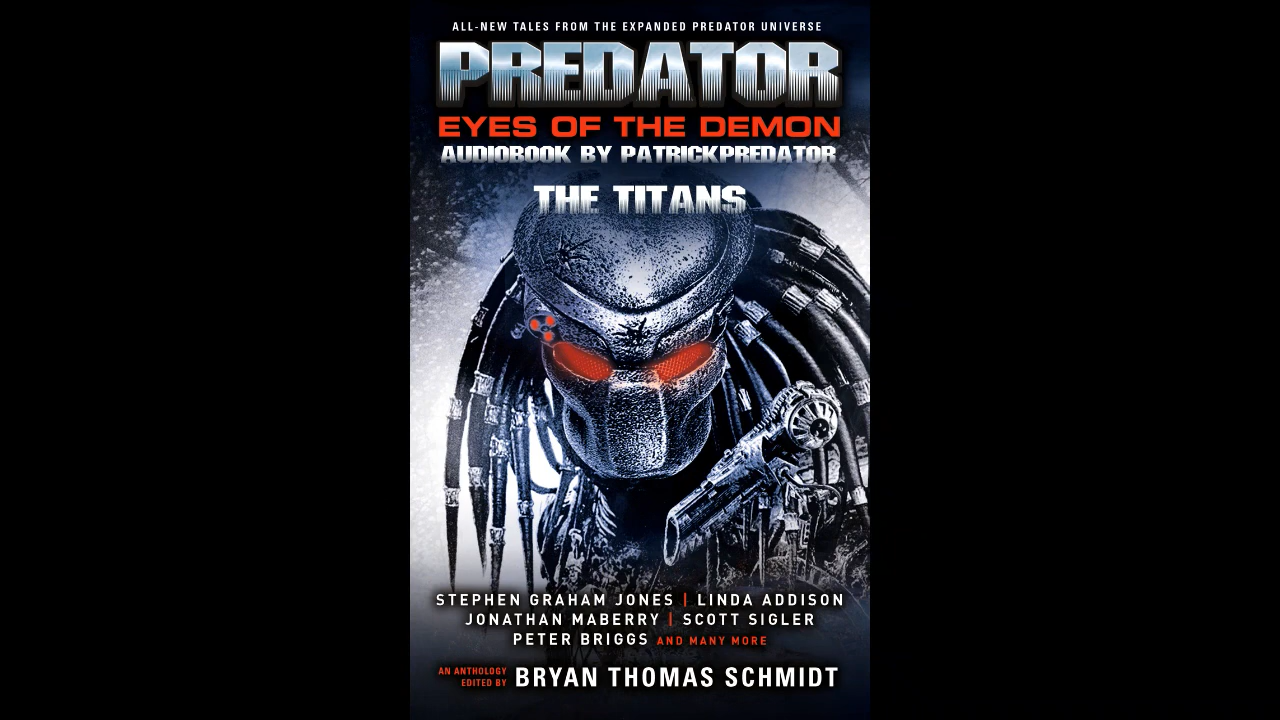 ALL-NEW TALES FROM THE EXPANDED PREDATOR UNIVERSE
PREDATOR
EYES OF THE DEMON
AUDIOBOOK BY PATRICKPREDATOR
THE TITANS
STEPHEN GRAHAM JONES | LINDA ADDISON
JONATHAN MABERRY | SCOTT SIGLER
PETER BRIGGS AND MANY MORE
AN ANTHOLOGY
EDITED BY BRYAN THOMAS SCHMIDT